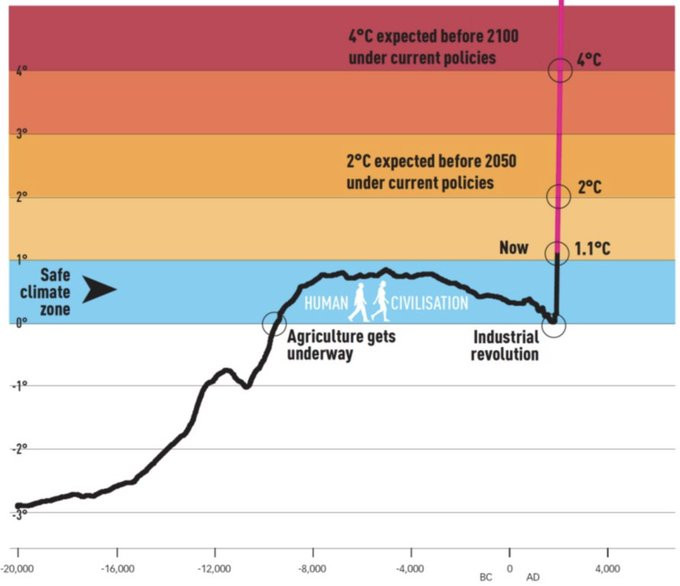 4°C expected before 2100
under current policies
4°C
4°
3°
2°C expected before 2050
under current policies
2°C
2°
Now
1.1°C
1°
Safe
climate
zone
HUMAN CIVILISATION
0°
Agriculture gets
underway
Industrial
revolution
-1°
-2°
-3°
-20,000 -16,000 -12,000 -8,000 -4,000 0 4,000
BC AD